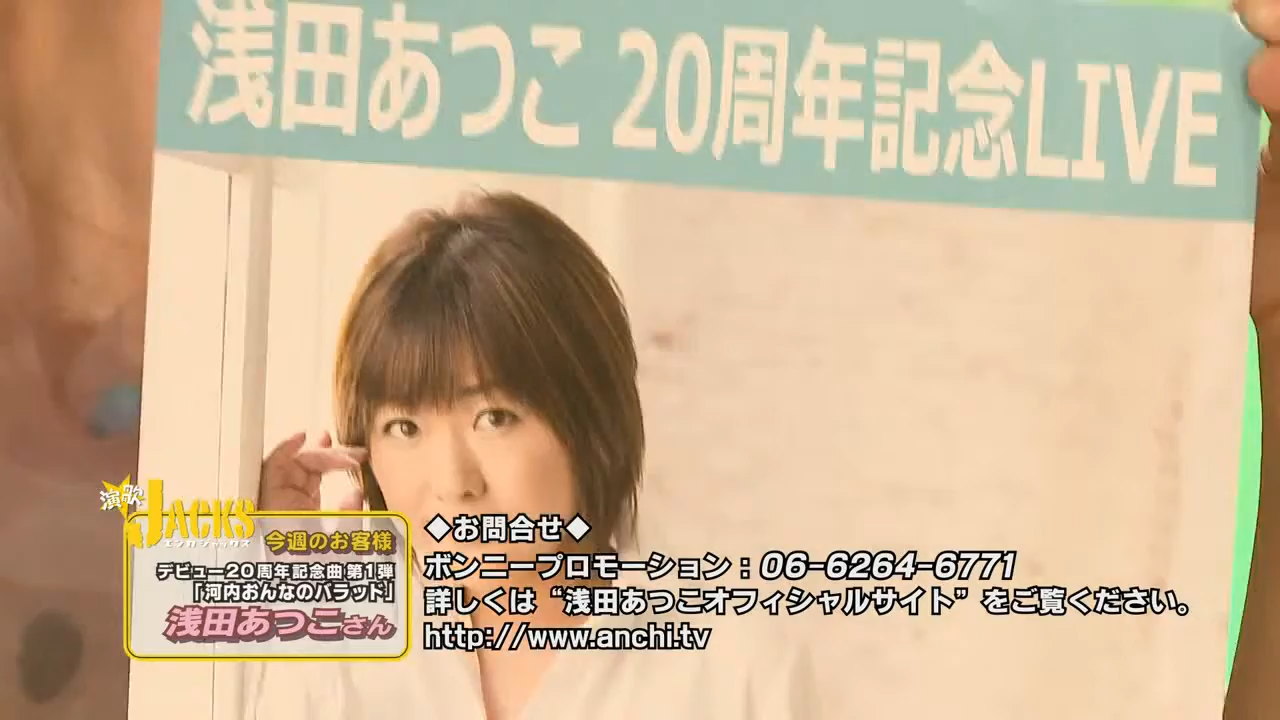 浅田あつこ 20周年記念LIVE
演歌JACKS
エンカジャックス
今週のお客様
デビュー20周年記念曲 第1弾
「河内おんなのバラッド」
浅田あつこさん
◆お問合せ◆
ボンニープロモーション：06-6264-6771
詳しくは“浅田あつこオフィシャルサイト”をご覧ください。
http://www.anchi.tv